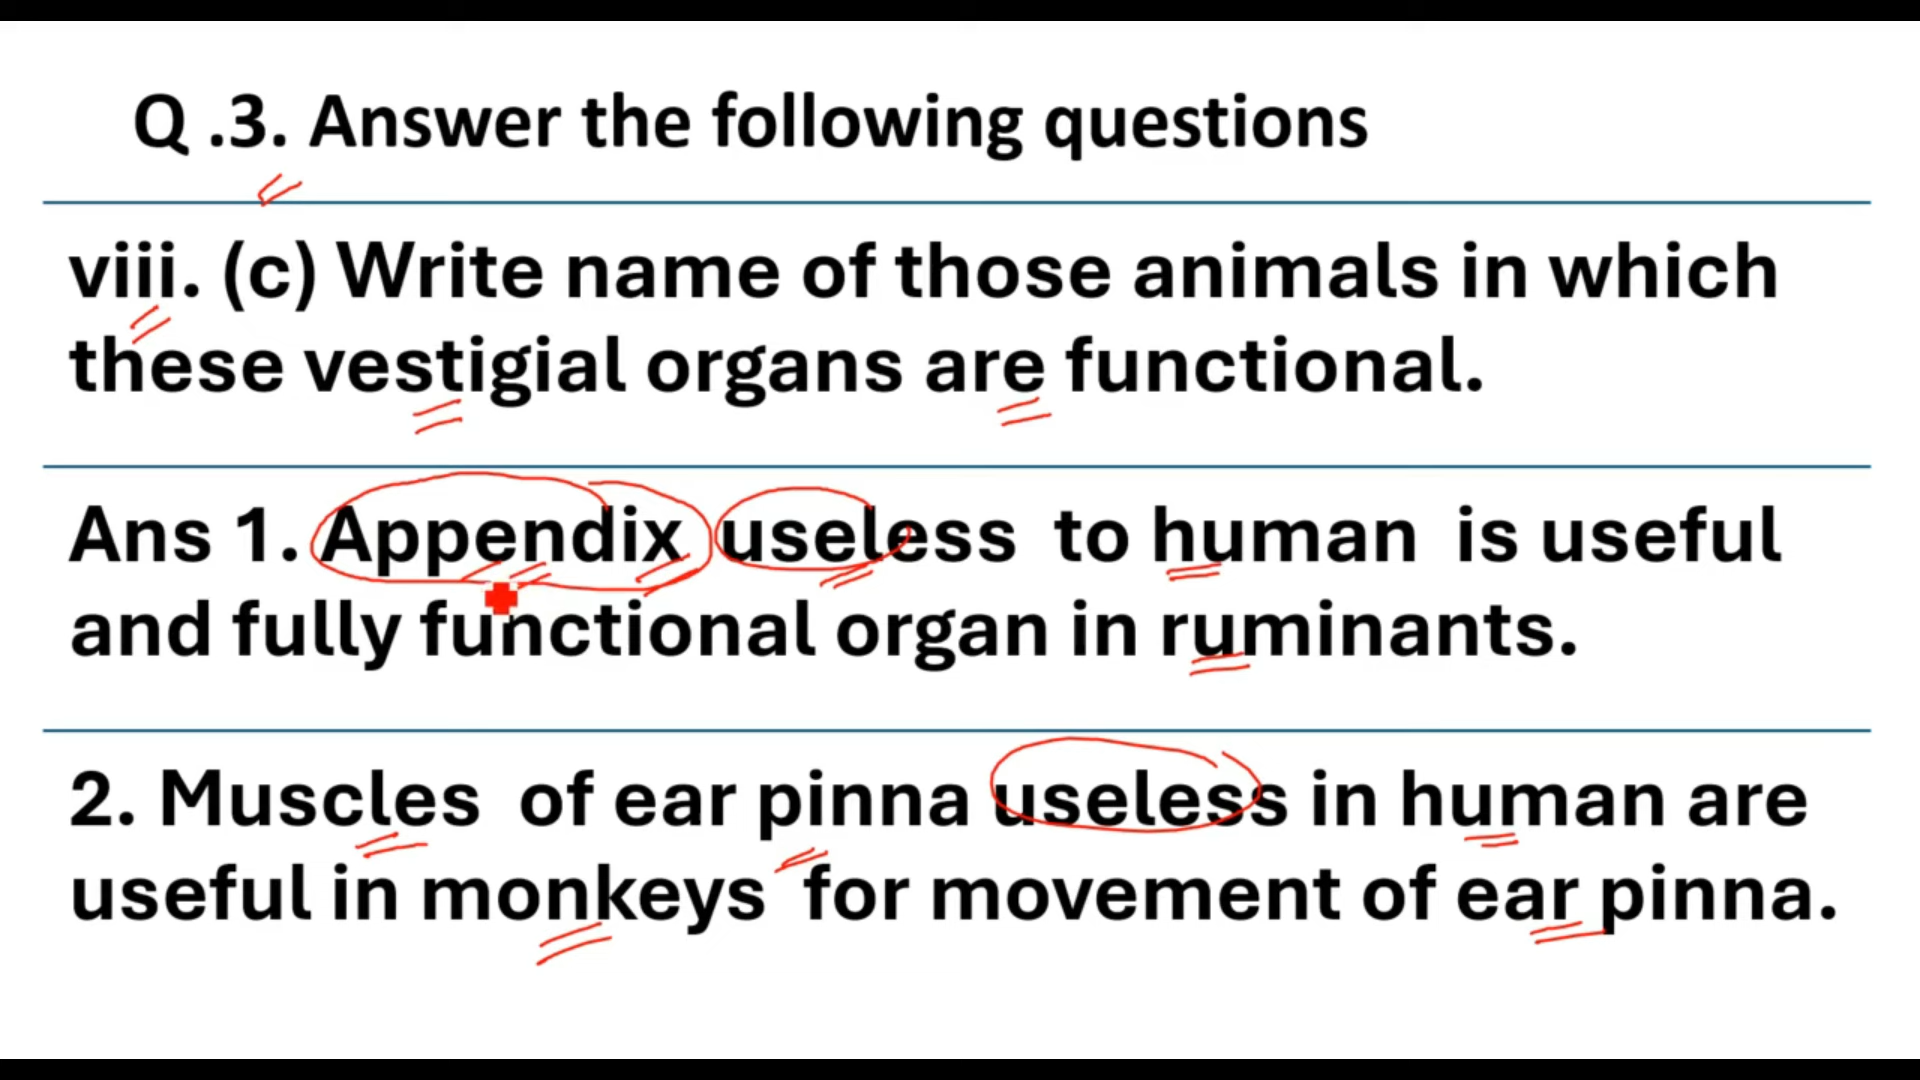 Q .3. Answer the following questions
viii. (c) Write name of those animals in which
these vestigial organs are functional.
Ans 1. Appendix useless to human is useful
and fully functional organ in ruminants.
2. Muscles of ear pinna useless in human are
useful in monkeys for movement of ear pinna.